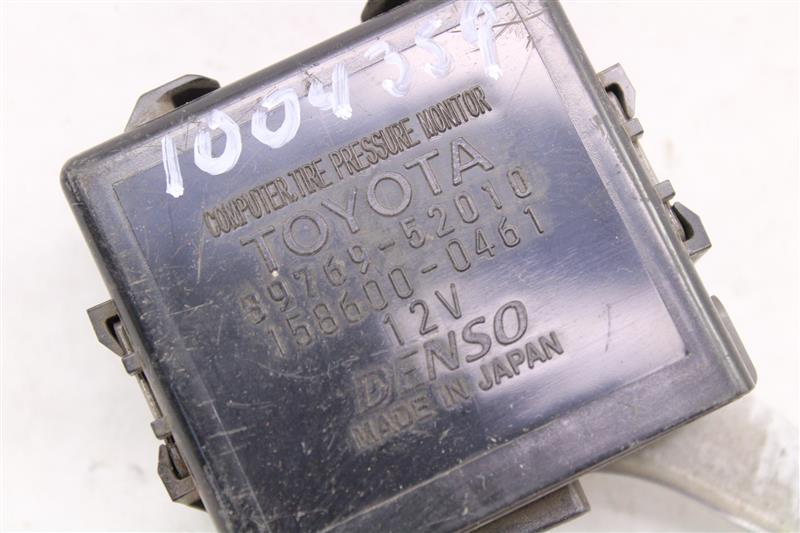 1004359
COMPUTER.TIRE PRESSURE MONITOR
TOYOTA
89769-52010
158600-0461
12V
DENSO
MADE IN JAPAN